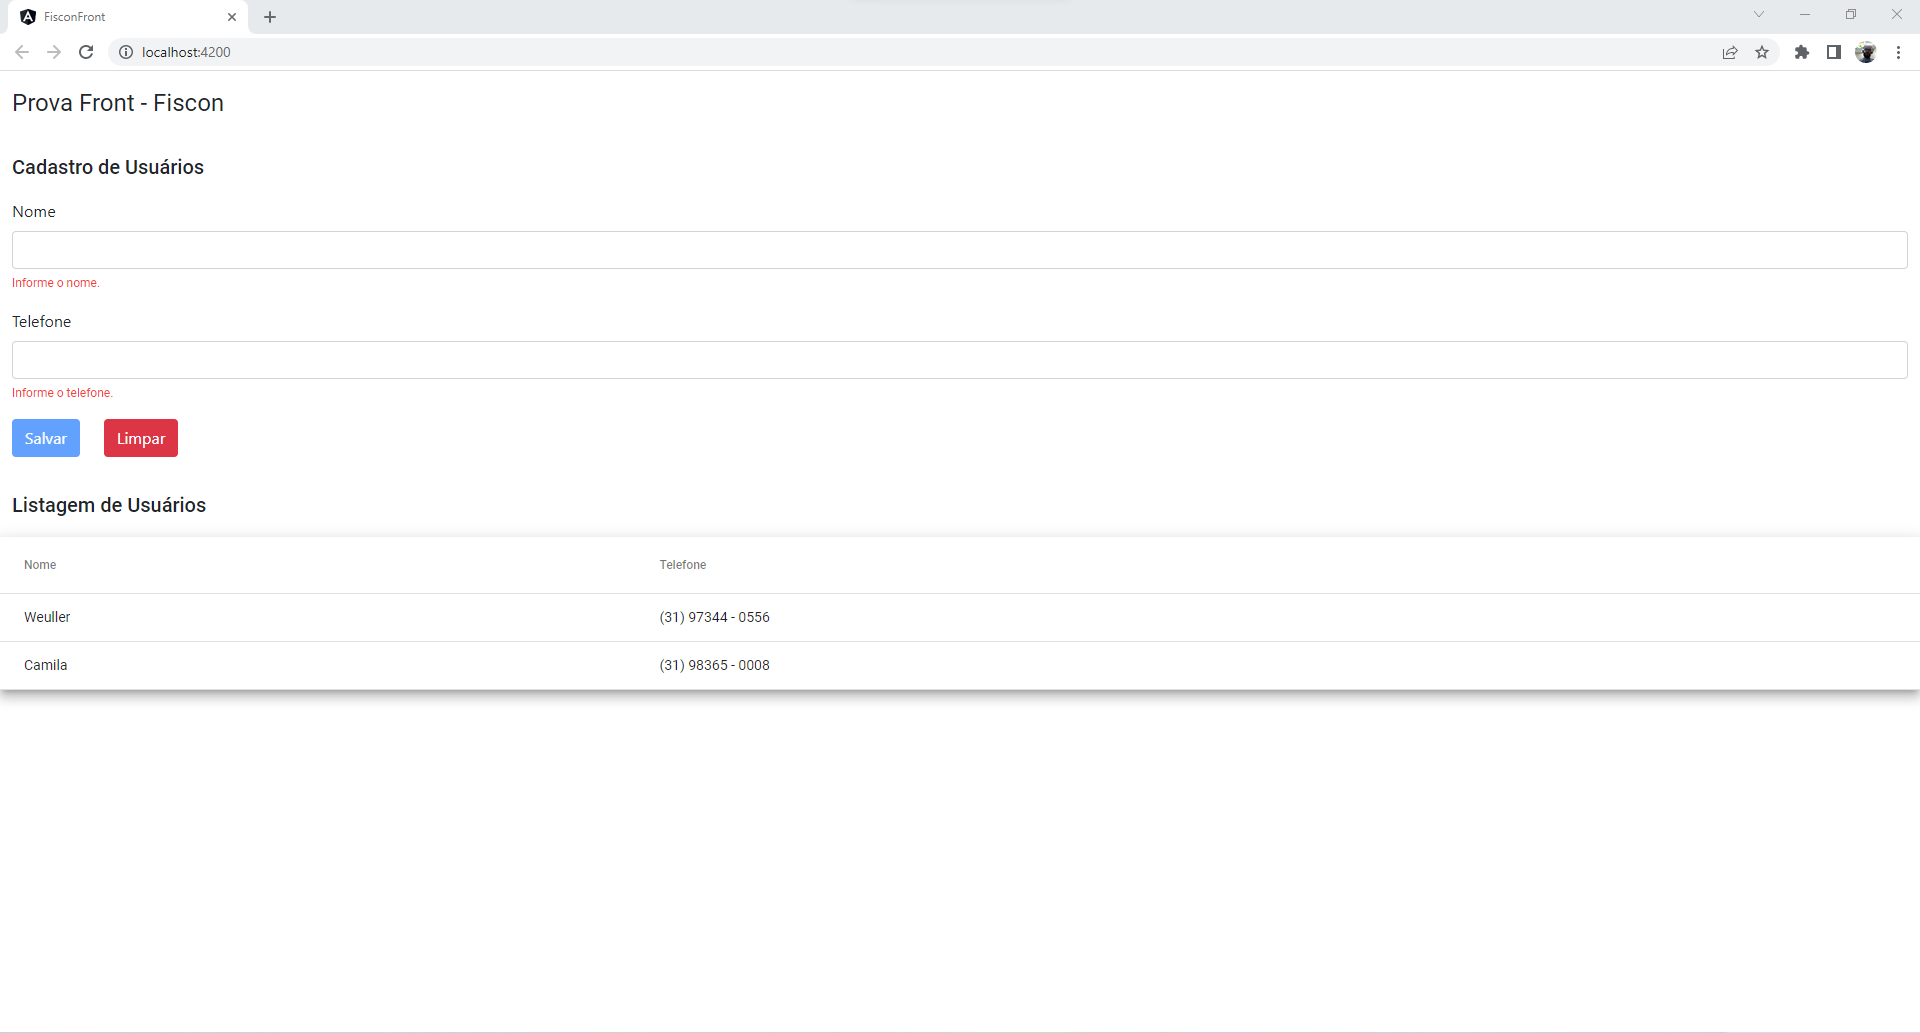 FisconFront
localhost:4200
Prova Front - Fiscon
Cadastro de Usuários
Nome
Informe o nome.
Telefone
Informe o telefone.
Salvar Limpar
Listagem de Usuários
Nome Telefone
Weuller (31) 97344 - 0556
Camila (31) 98365 - 0008